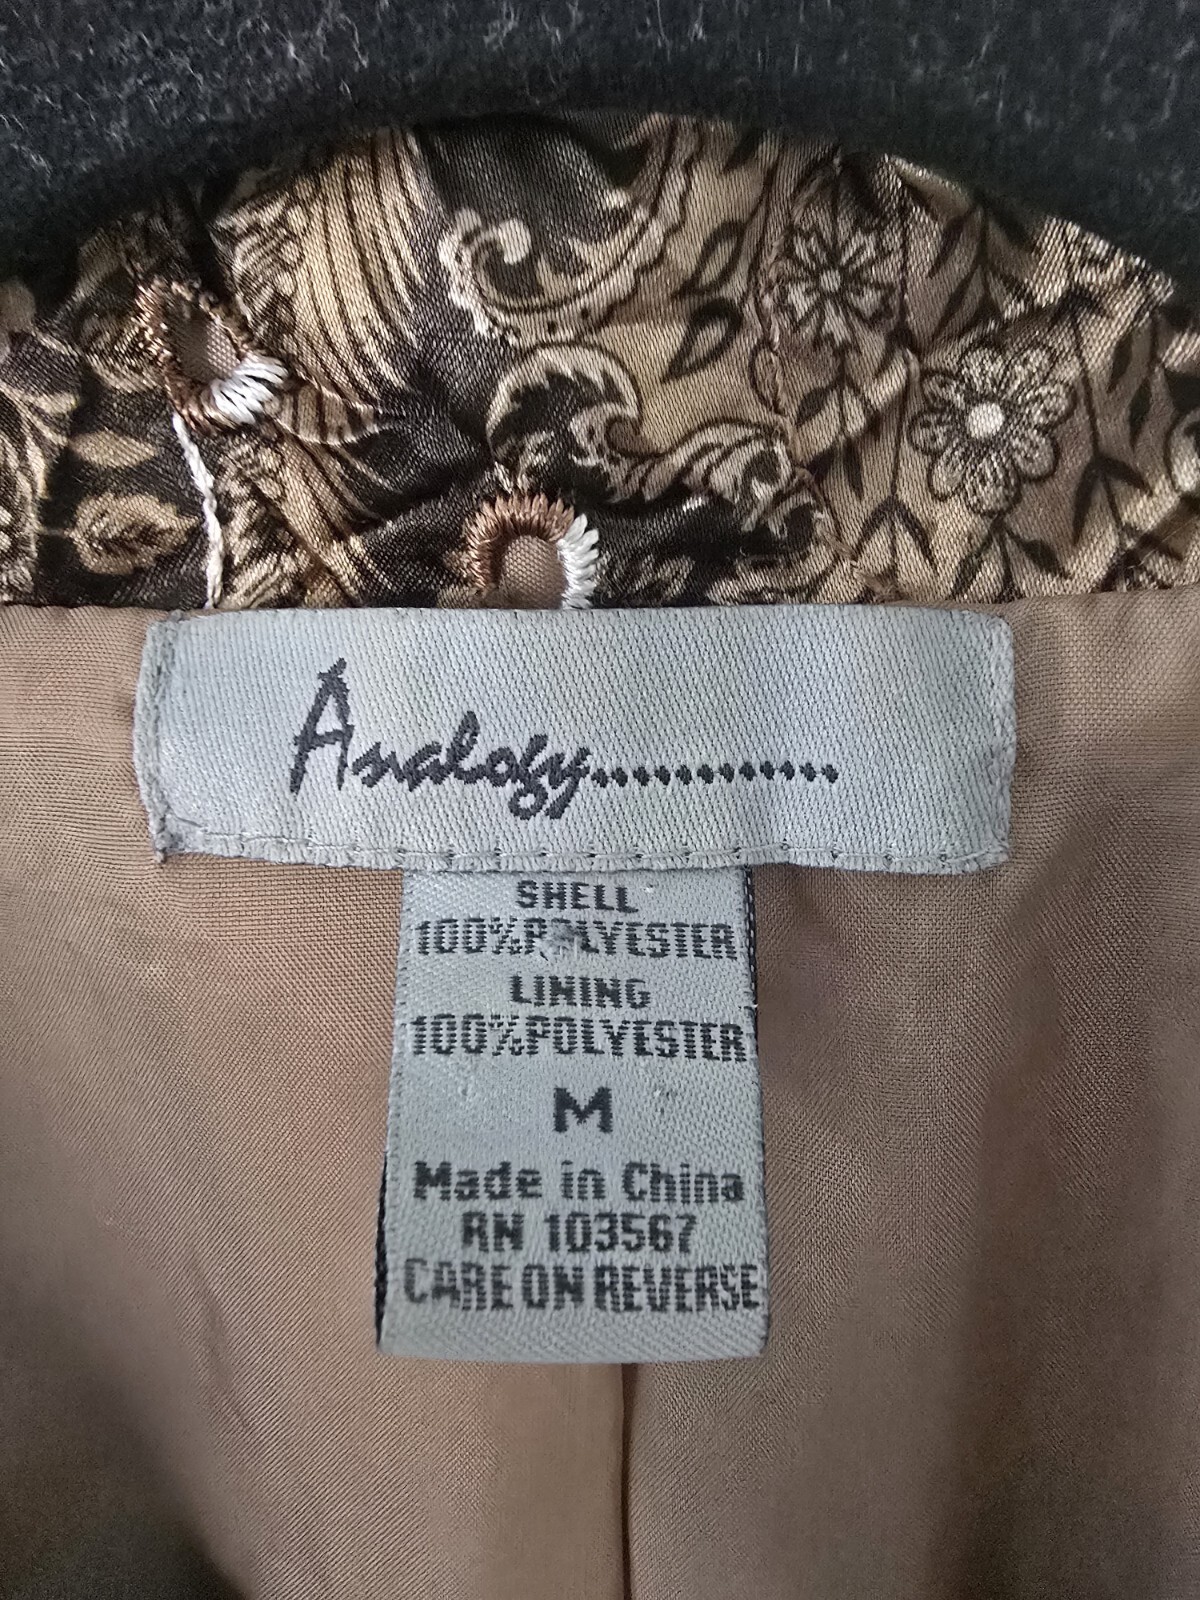 Analogy............
SHELL
100%POLYESTER
LINING
100%POLYESTER
M
Made in China
RN 103567
CARE ON REVERSE